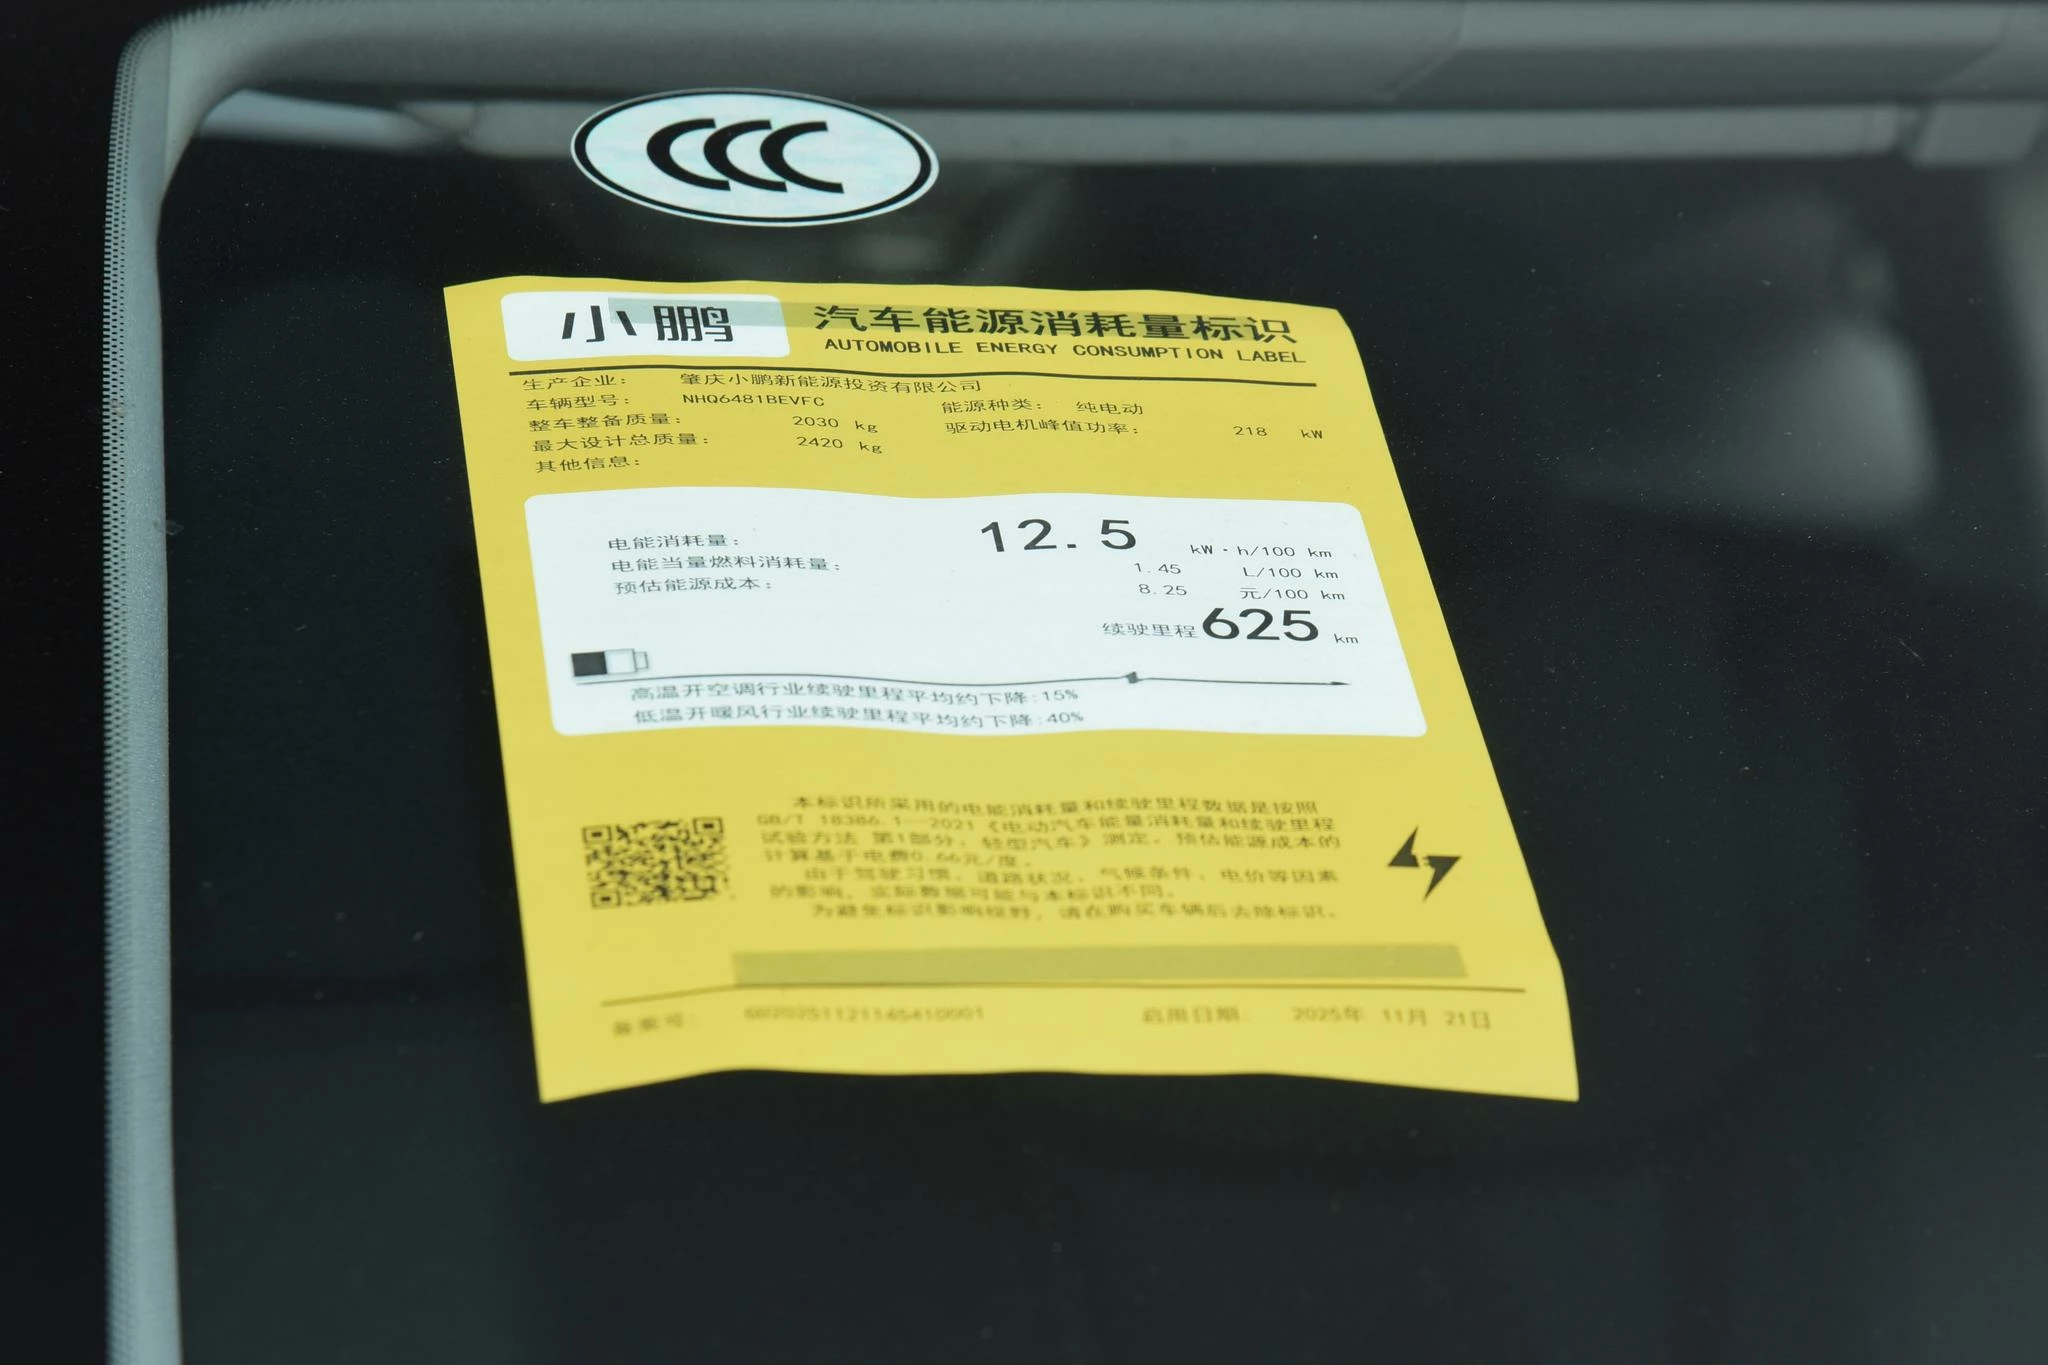 CCC
小鹏
汽车能源消耗量标识
AUTOMOBILE ENERGY CONSUMPTION LABEL
生产企业： 肇庆小鹏新能源投资有限公司
车辆型号： NHQ6481BEVFC 能源种类： 纯电动
整车整备质量： 2030 kg 驱动电机峰值功率： 218 kW
最大设计总质量： 2420 kg
其他信息：
电能消耗量： 12.5 kW·h/100 km
电能当量燃料消耗量： 1.45 L/100 km
预估能源成本： 8.25 元/100 km
续驶里程 625 km
高温开空调行业续驶里程平均约下降:15%
低温开暖风行业续驶里程平均约下降:40%
本标识所采用的电能消耗量和续驶里程数据是按照
GB/T 18386.1—2021《电动汽车能量消耗量和续驶里程
试验方法 第1部分：轻型汽车》测定。预估能源成本的
计算基于电费0.66元/度。
由于驾驶习惯、道路状况、气候条件、电价等因素
的影响，实际数据可能与本标识不同。
为避免标识影响视野，请在购买车辆后去除标识。
备案号： 启用日期： 2025年 11月 21日